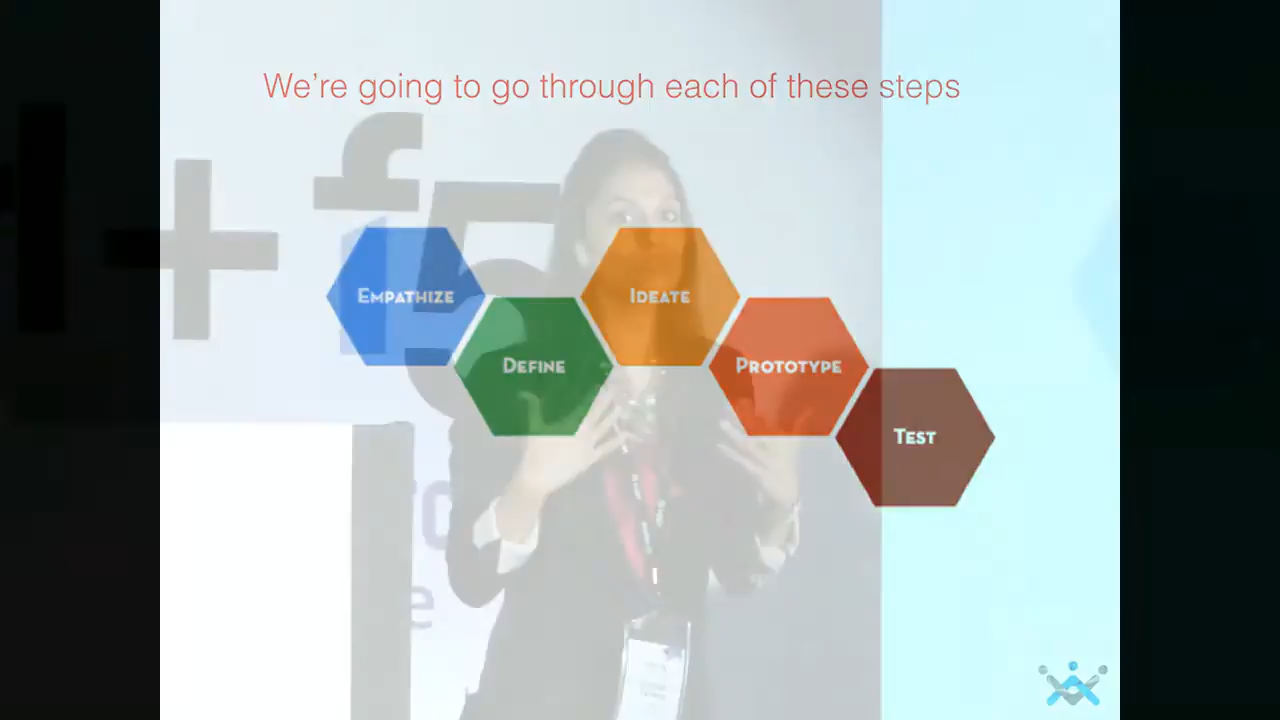 We're going to go through each of these steps
+ f
EMPATHIZE
IDEATE
DEFINE
PROTOTYPE
TEST
e